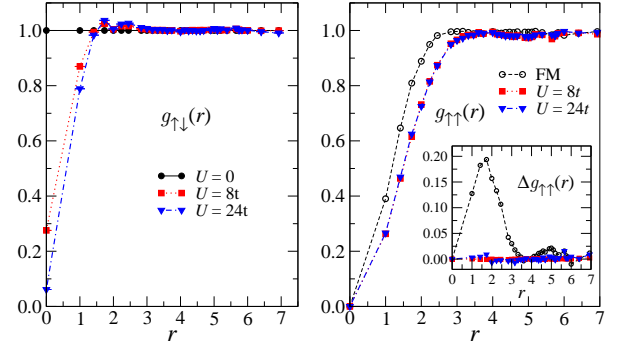 1.0
0.8
0.6
0.4
0.2
0.0
g↑↓(r)
U = 0
U = 8t
U = 24t
0 1 2 3 4 5 6 7
r
1.0
0.8
0.6
0.4
0.2
0.0
g↑↑(r)
FM
U = 8t
U = 24t
0.20
0.15
0.10
0.05
0.00
Δg↑↑(r)
0 1 2 3 4 5 6 7
r
0 1 2 3 4 5 6 7
r